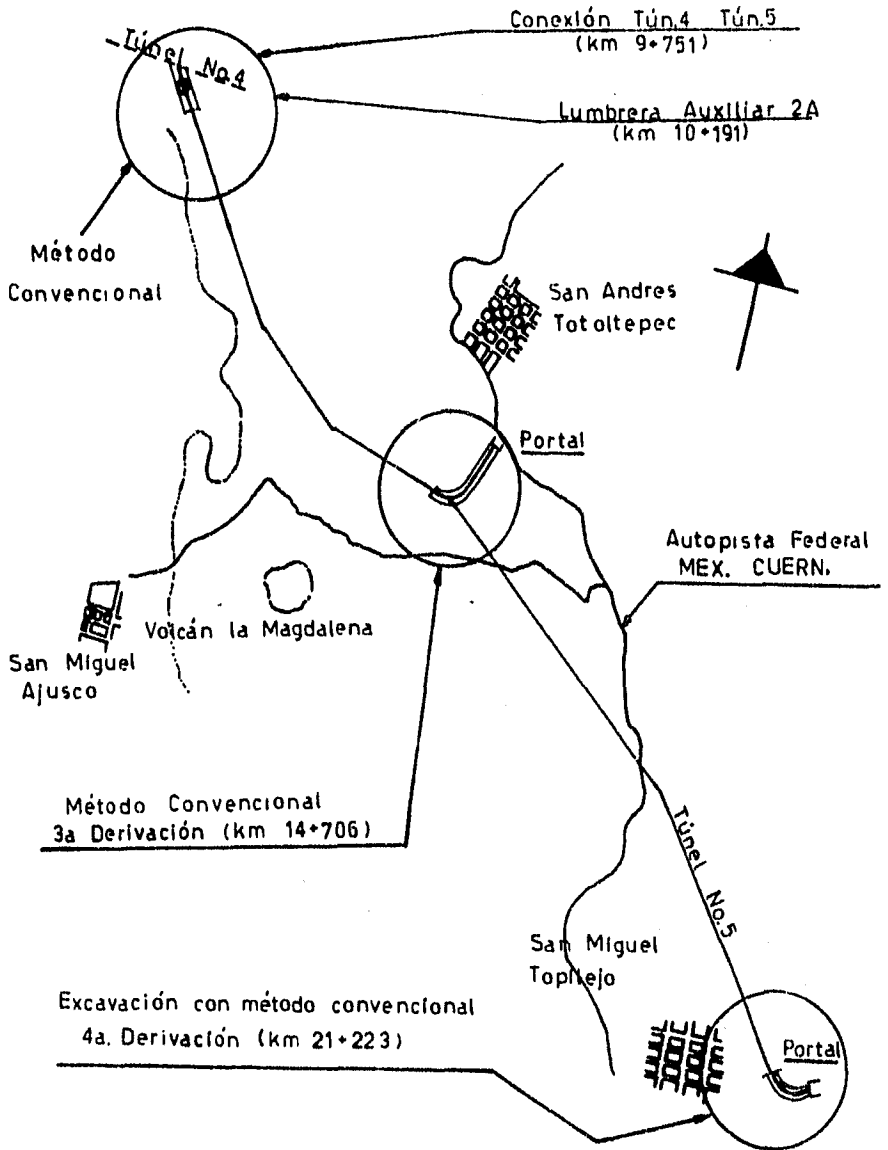 Conexión Tún.4 Tún.5
(km 9+751)
Túnel No.4
Lumbrera Auxiliar 2A
(km 10+191)
Método
Convencional
San Andres
Totoltepec
Portal
Autopista Federal
MEX. CUERN.
Volcán la Magdalena
San Miguel
Ajusco
Método Convencional
3a Derivación (km 14+706)
Túnel No.5
San Miguel
Topilejo
Excavación con método convencional
4a. Derivación (km 21+223)
Portal